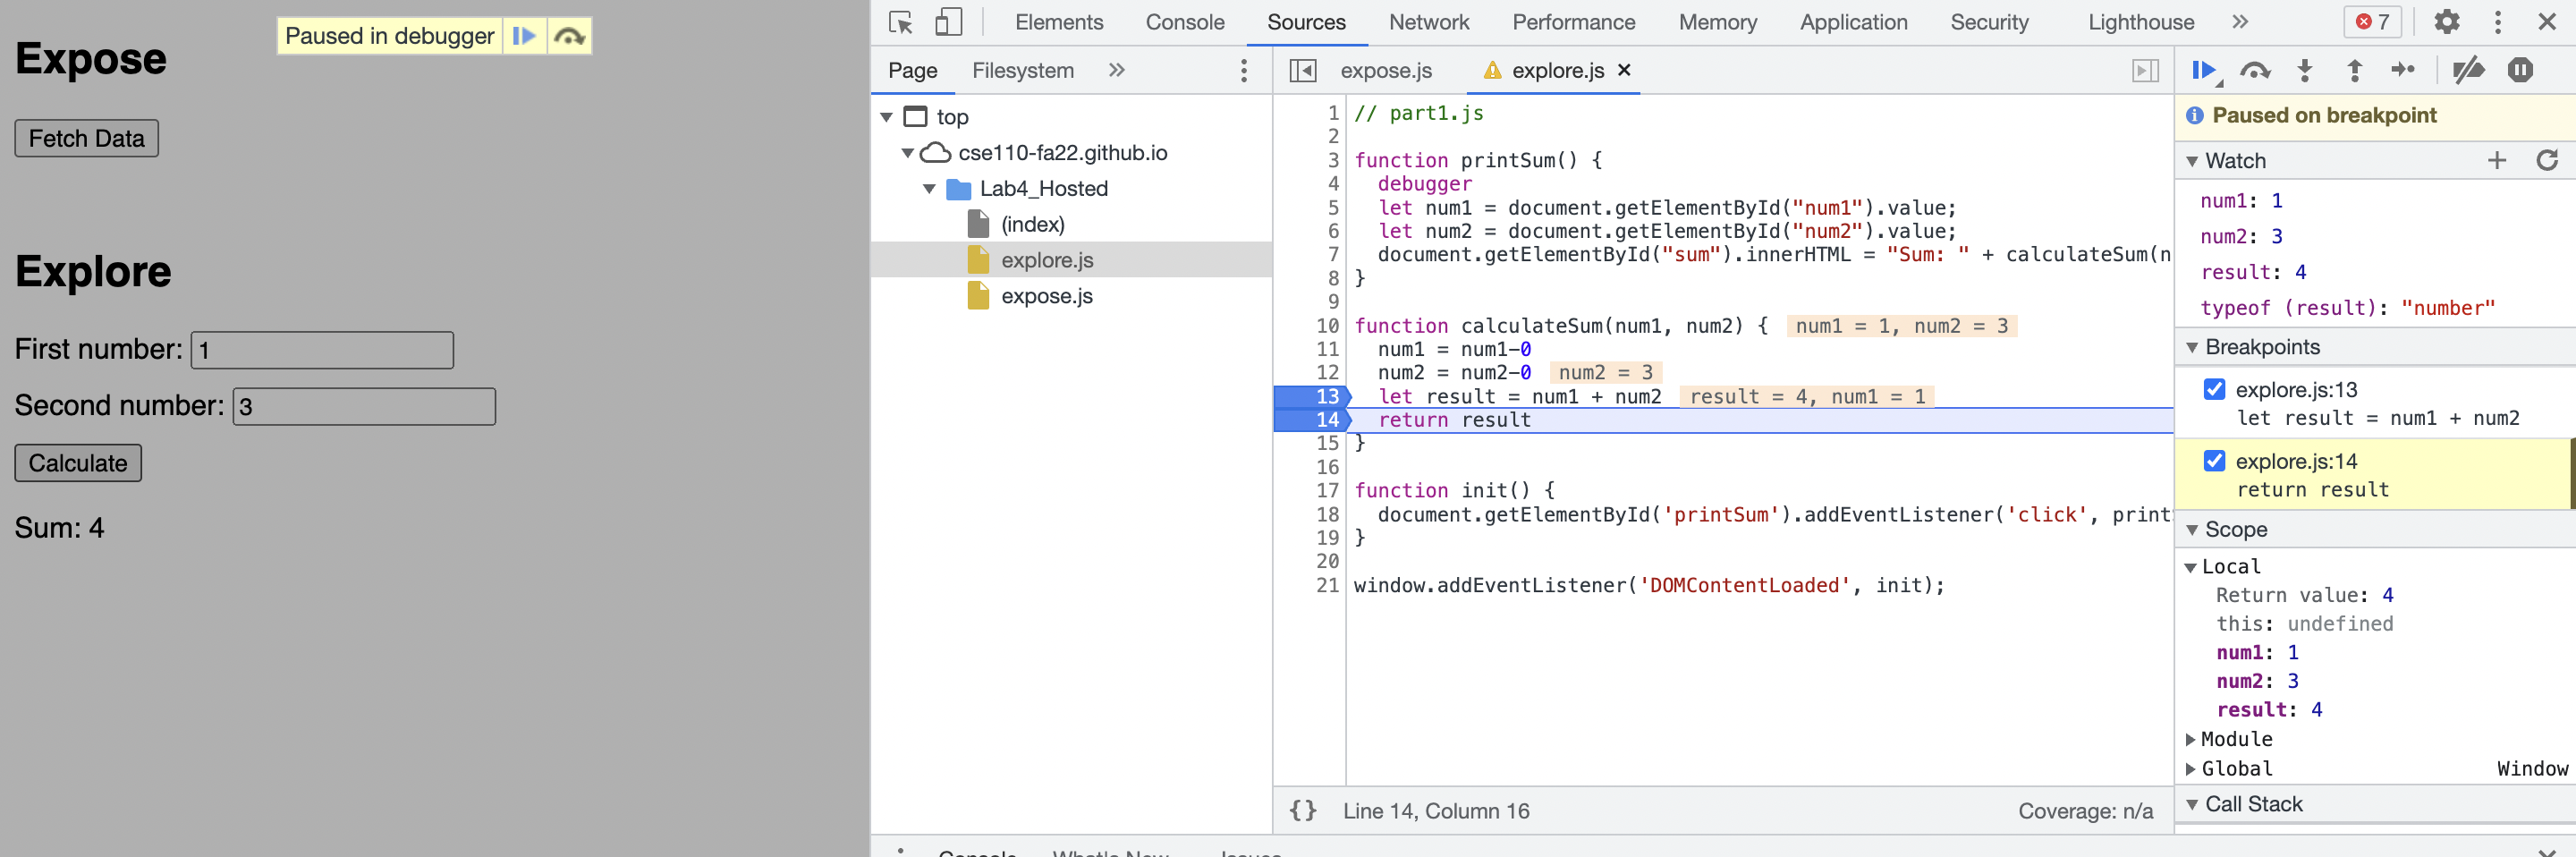 Expose
Paused in debugger
Fetch Data
Explore
First number: 1
Second number: 3
Calculate
Sum: 4
Elements Console Sources Network Performance Memory Application Security Lighthouse » 7
Page Filesystem »
top
cse110-fa22.github.io
Lab4_Hosted
(index)
explore.js
expose.js
expose.js explore.js ×
1 // part1.js
2
3 function printSum() {
4 debugger
5 let num1 = document.getElementById("num1").value;
6 let num2 = document.getElementById("num2").value;
7 document.getElementById("sum").innerHTML = "Sum: " + calculateSum(n
8 }
9
10 function calculateSum(num1, num2) { num1 = 1, num2 = 3
11 num1 = num1-0
12 num2 = num2-0 num2 = 3
13 let result = num1 + num2 result = 4, num1 = 1
14 return result
15 }
16
17 function init() {
18 document.getElementById('printSum').addEventListener('click', print
19 }
20
21 window.addEventListener('DOMContentLoaded', init);
{} Line 14, Column 16 Coverage: n/a
Paused on breakpoint
Watch
num1: 1
num2: 3
result: 4
typeof (result): "number"
Breakpoints
explore.js:13
let result = num1 + num2
explore.js:14
return result
Scope
Local
Return value: 4
this: undefined
num1: 1
num2: 3
result: 4
Module
Global Window
Call Stack
Console What's New Issues